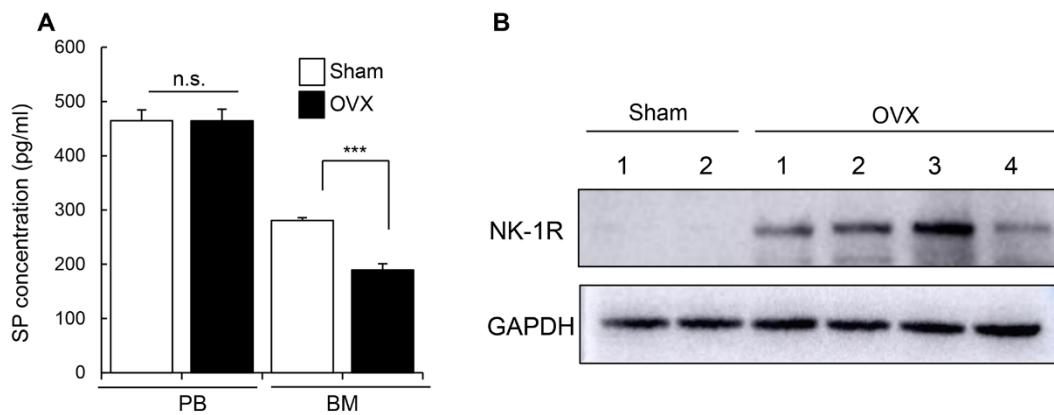 A
SP concentration (pg/ml)
600
500
400
300
200
100
0
n.s.
***
Sham
OVX
PB
BM
B
Sham
OVX
1 2 1 2 3 4
NK-1R
GAPDH